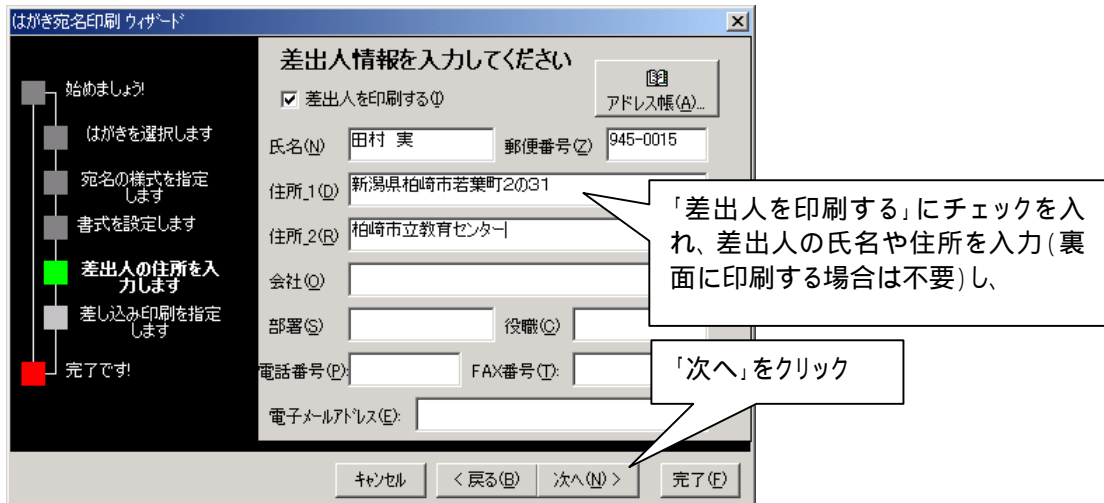 はがき宛名印刷 ウィザード
始めましょう!
はがきを選択します
宛名の様式を指定
します
書式を設定します
差出人の住所を入
力します
差し込み印刷を指定
します
完了です!
差出人情報を入力してください
差出人を印刷する(I)
アドレス帳(A)...
氏名(N) 田村 実 郵便番号(Z) 945-0015
住所_1(D) 新潟県柏崎市若葉町2の31
住所_2(R) 柏崎市立教育センター
会社(O)
部署(S) 役職(C)
電話番号(P): FAX番号(T):
電子メールアドレス(E):
キャンセル < 戻る(B) 次へ(N) > 完了(F)
「差出人を印刷する」にチェックを入
れ、差出人の氏名や住所を入力(裏
面に印刷する場合は不要)し、
「次へ」をクリック